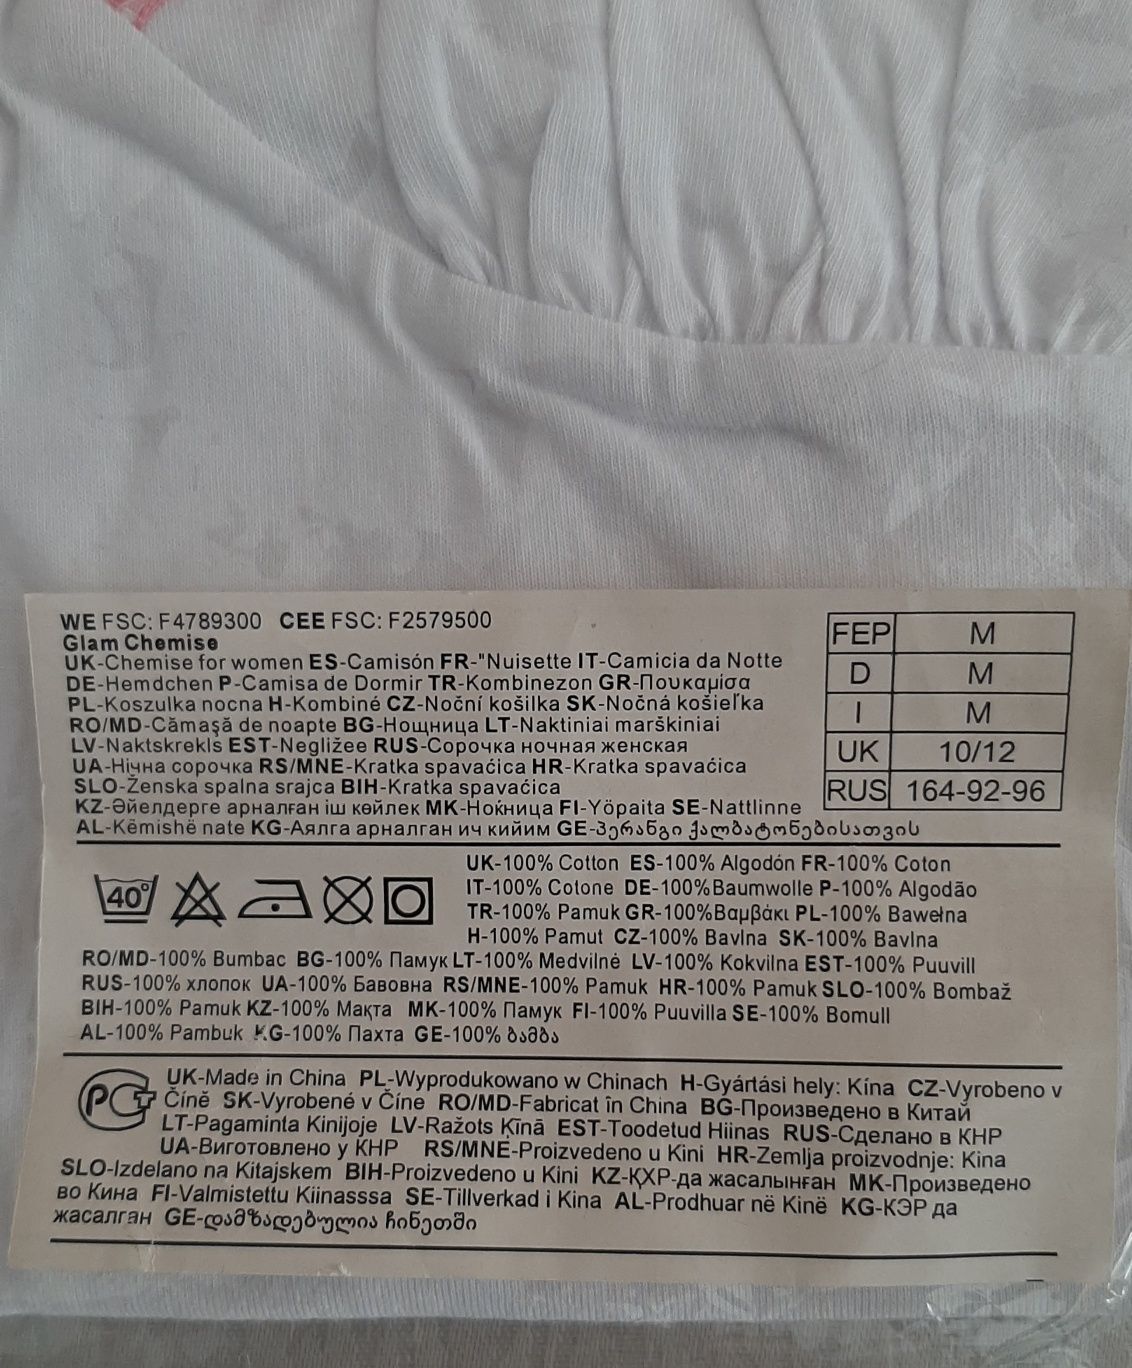 WE FSC: F4789300 CEE FSC: F2579500
Glam Chemise
UK-Chemise for women ES-Camisón FR-"Nuisette IT-Camicia da Notte
DE-Hemdchen P-Camisa de Dormir TR-Kombinezon GR-Πουκαμίσα
PL-Koszulka nocna H-Kombiné CZ-Noční košilka SK-Nočná košieľka
RO/MD-Cămaşă de noapte BG-Нощница LT-Naktiniai marškiniai
LV-Naktskrekls EST-Negližee RUS-Сорочка ночная женская
UA-Нічна сорочка RS/MNE-Kratka spavaćica HR-Kratka spavaćica
SLO-Ženska spalna srajca BIH-Kratka spavaćica
KZ-Әйелдерге арналған іш көйлек MK-Ноќница FI-Yöpaita SE-Nattlinne
AL-Këmishë nate KG-Аялга арналган ич кийим GE-პერანგი ქალბატონებისათვის
FEP M
D M
I M
UK 10/12
RUS 164-92-96
40°
UK-100% Cotton ES-100% Algodón FR-100% Coton
IT-100% Cotone DE-100%Baumwolle P-100% Algodão
TR-100% Pamuk GR-100%Βαμβάκι PL-100% Bawełna
H-100% Pamut CZ-100% Bavlna SK-100% Bavlna
RO/MD-100% Bumbac BG-100% Памук LT-100% Medvilnė LV-100% Kokvilna EST-100% Puuvill
RUS-100% хлопок UA-100% Бавовна RS/MNE-100% Pamuk HR-100% Pamuk SLO-100% Bombaž
BIH-100% Pamuk KZ-100% Мақта MK-100% Памук FI-100% Puuvilla SE-100% Bomull
AL-100% Pambuk KG-100% Пахта GE-100% ბამბა
РСТ
UK-Made in China PL-Wyprodukowano w Chinach H-Gyártási hely: Kína CZ-Vyrobeno v
Číně SK-Vyrobené v Číne RO/MD-Fabricat în China BG-Произведено в Китай
LT-Pagaminta Kinijoje LV-Ražots Ķīnā EST-Toodetud Hiinas RUS-Сделано в КНР
UA-Виготовлено у КНР RS/MNE-Proizvedeno u Kini HR-Zemlja proizvodnje: Kina
SLO-Izdelano na Kitajskem BIH-Proizvedeno u Kini KZ-ҚХР-да жасалынған MK-Произведено
во Кина FI-Valmistettu Kiinasssa SE-Tillverkad i Kina AL-Prodhuar në Kinë KG-КЭР да
жасалган GE-დამზადებულია ჩინეთში